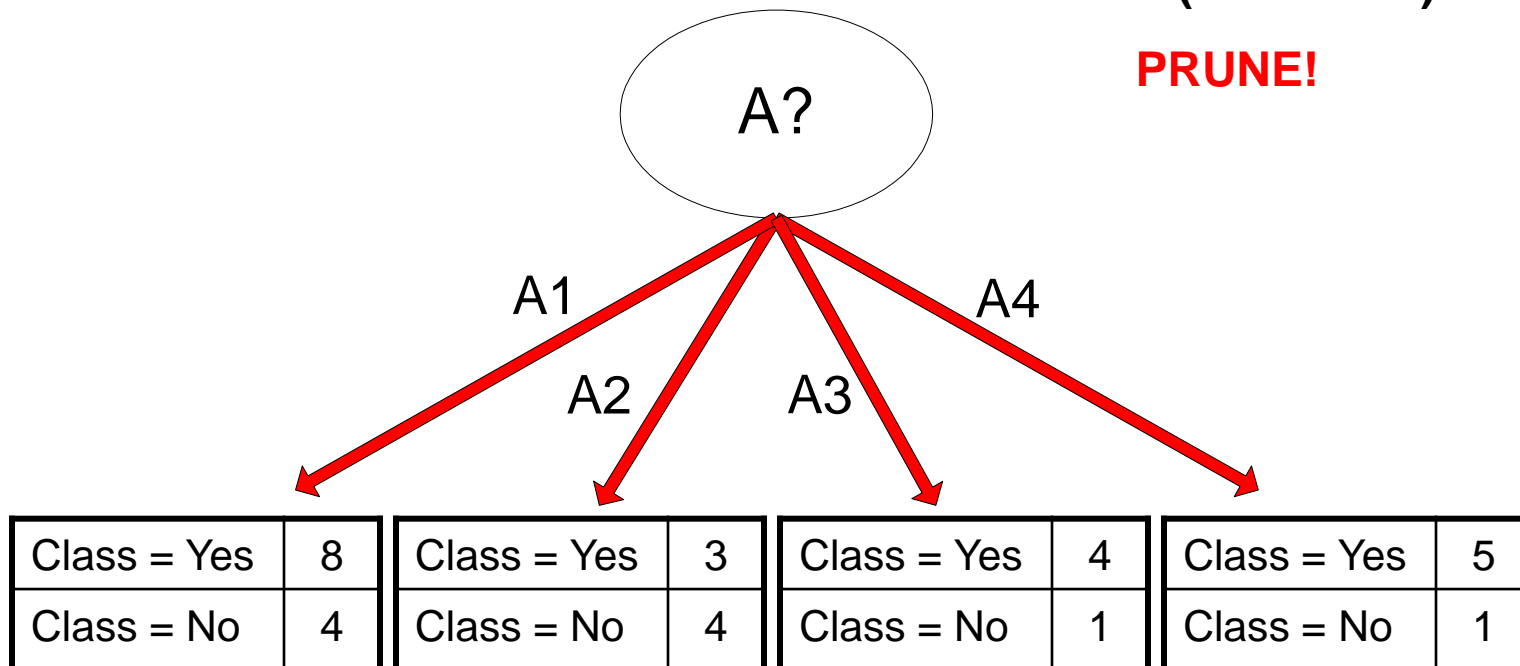 PRUNE!
A?
A1
A4
A2
A3
Class = Yes 8
Class = No 4
Class = Yes 3
Class = No 4
Class = Yes 4
Class = No 1
Class = Yes 5
Class = No 1